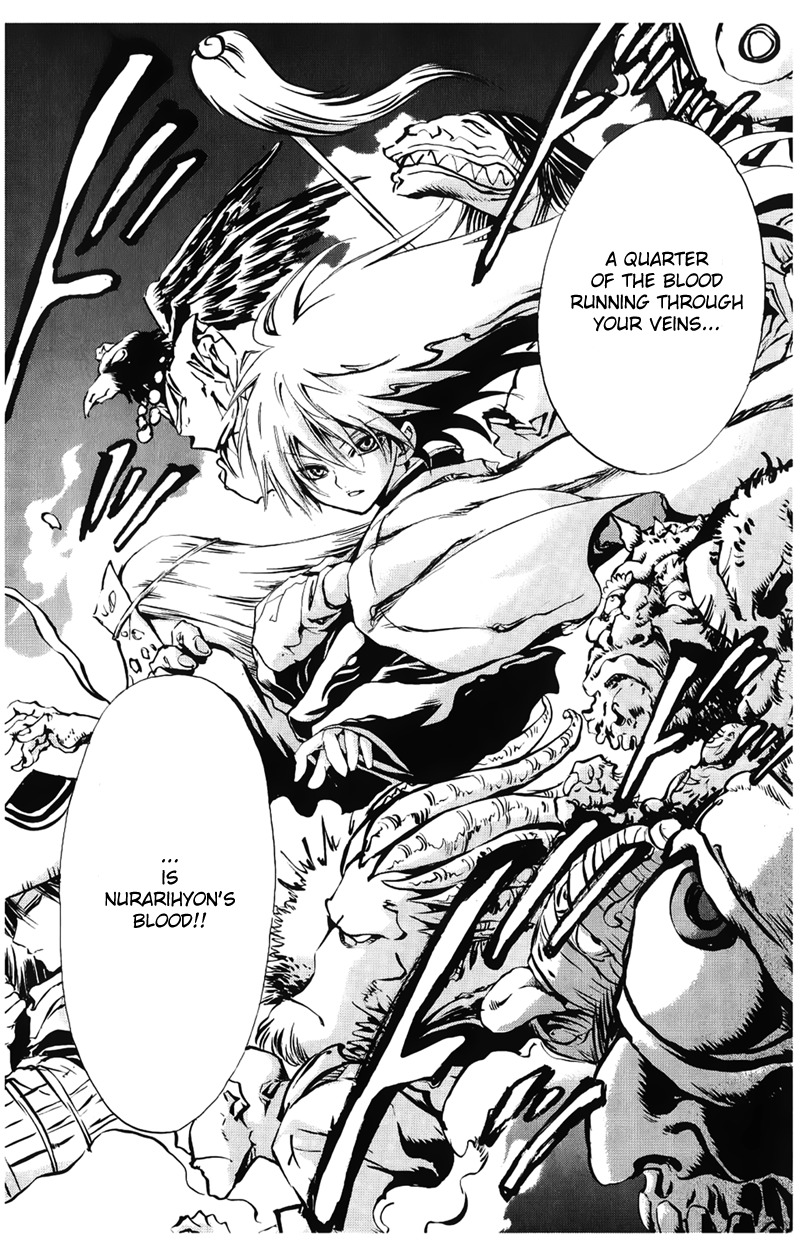 A QUARTER
OF THE BLOOD
RUNNING THROUGH
YOUR VEINS...
...
IS
NURARIHYON'S
BLOOD!!